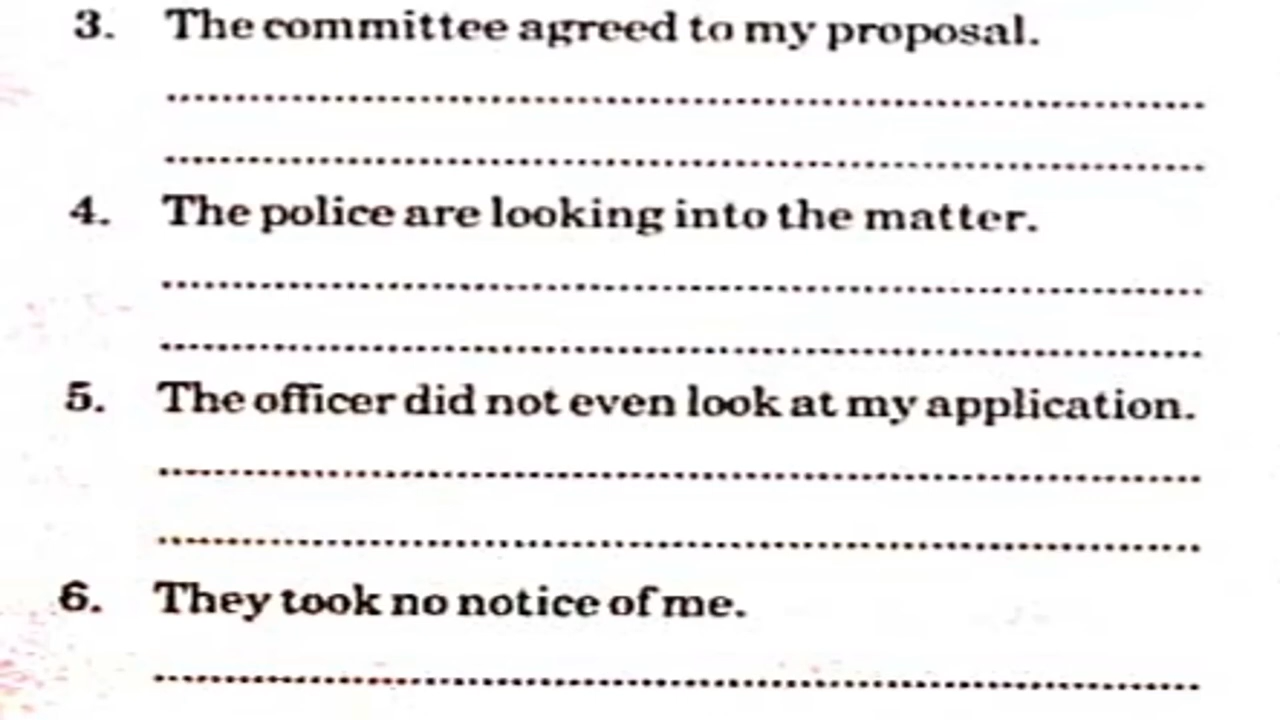 3. The committee agreed to my proposal.
4. The police are looking into the matter.
5. The officer did not even look at my application.
6. They took no notice of me.